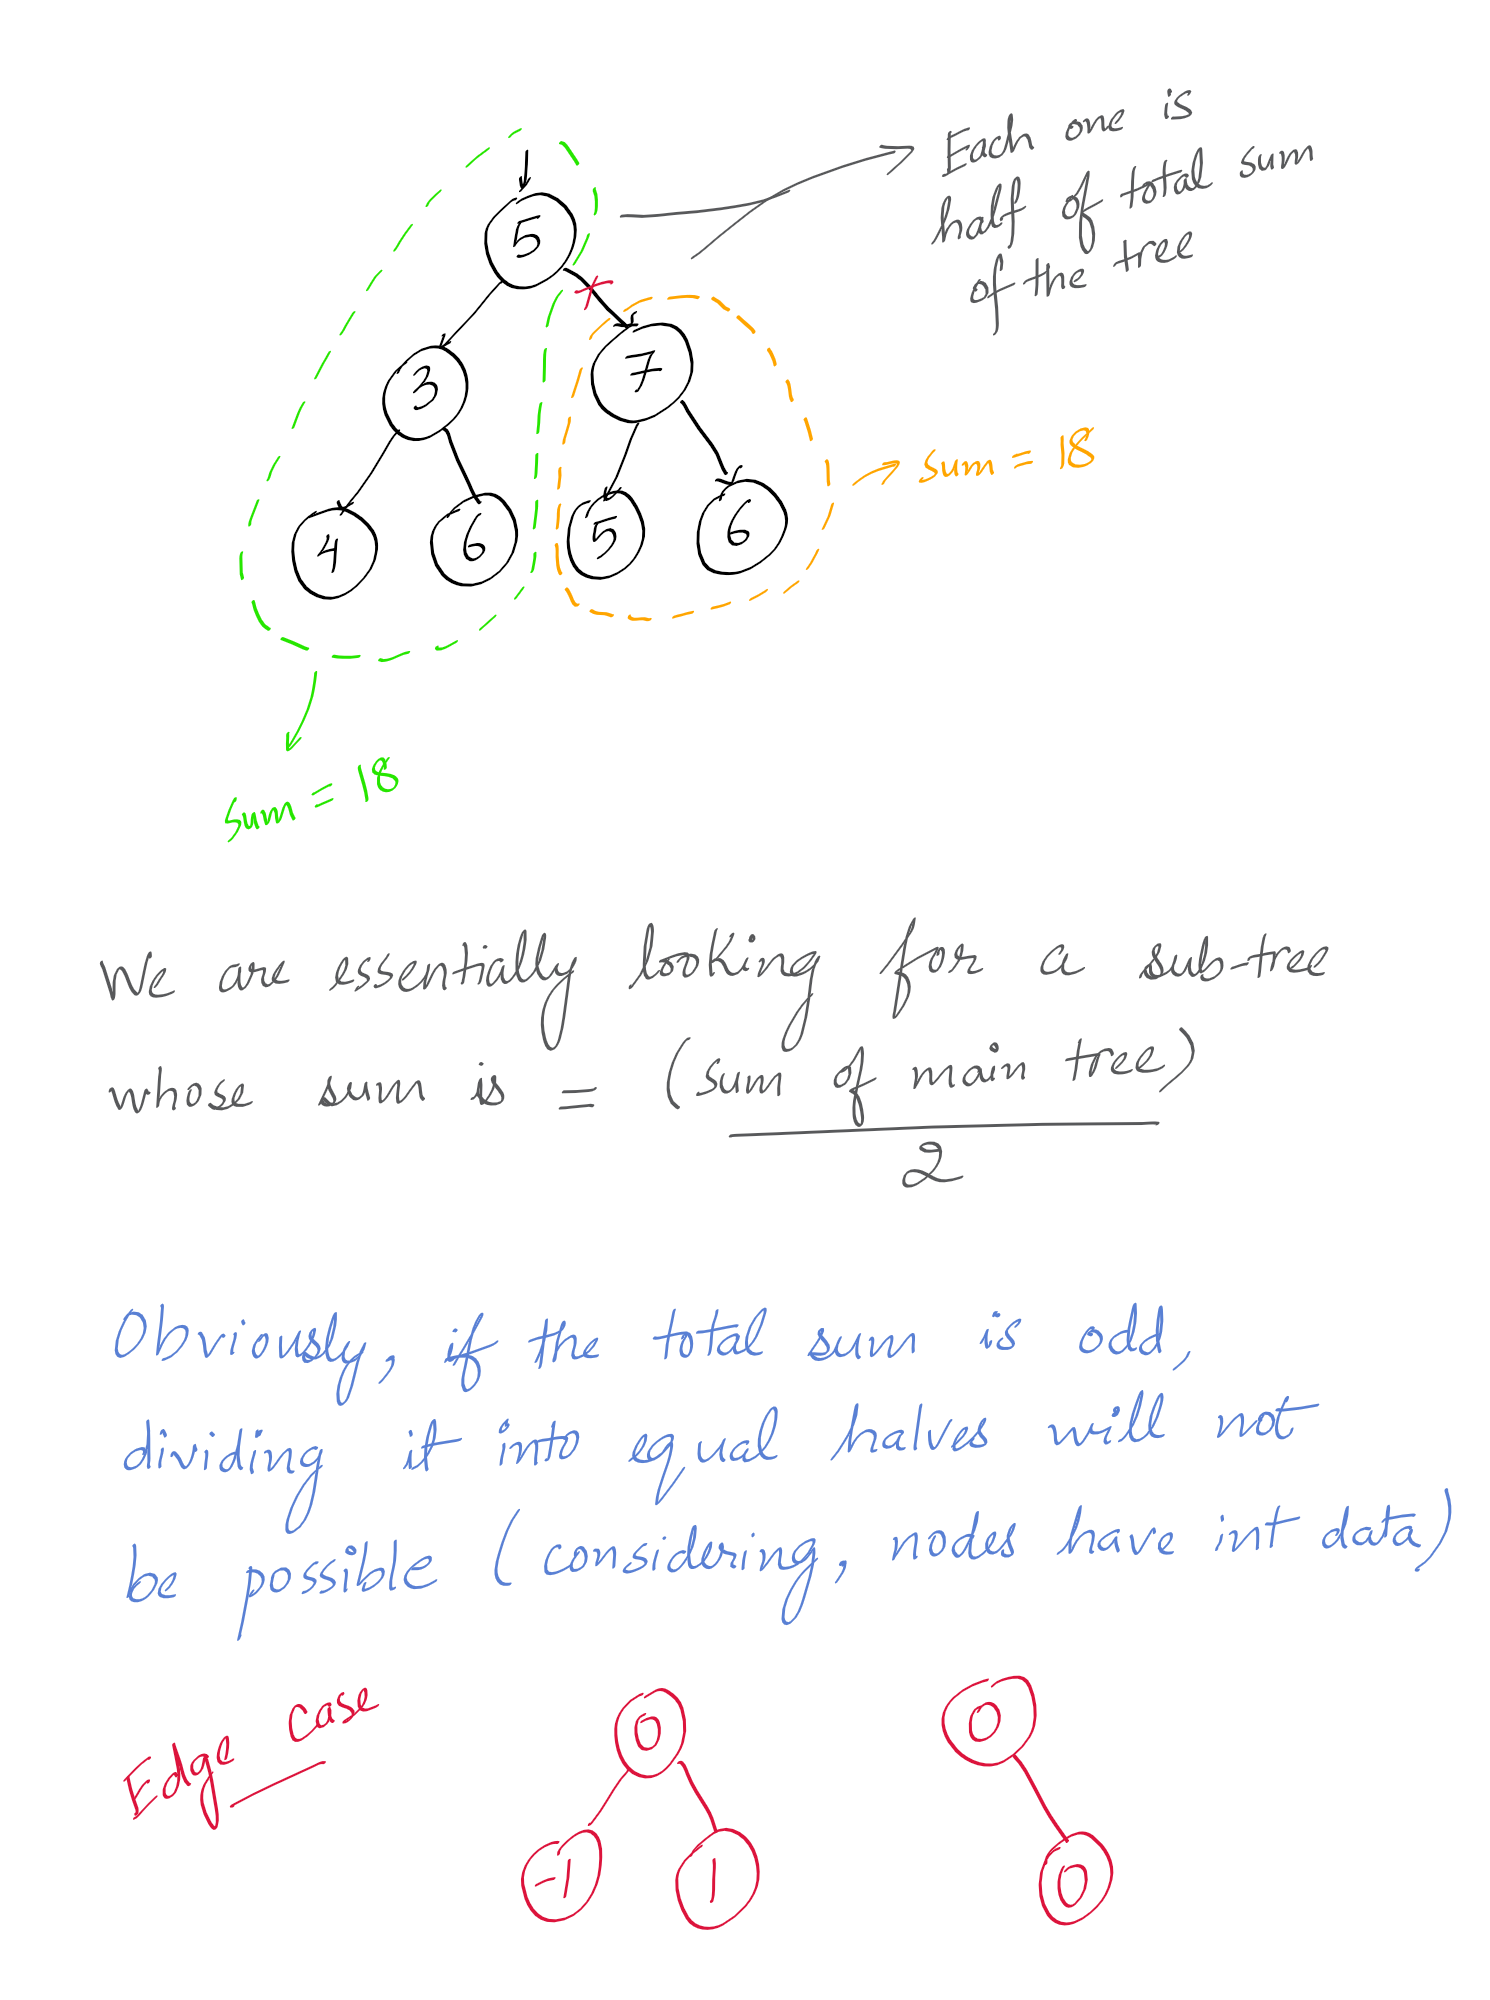 Each one is
half of total sum
of the tree
5
3
7
4
6
5
6
sum = 18
sum = 18
We are essentially looking for a sub-tree
whose sum is = (sum of main tree)
2
Obviously, if the total sum is odd,
dividing it into equal halves will not
be possible (considering, nodes have int data)
Edge case
0
0
-1
1
0